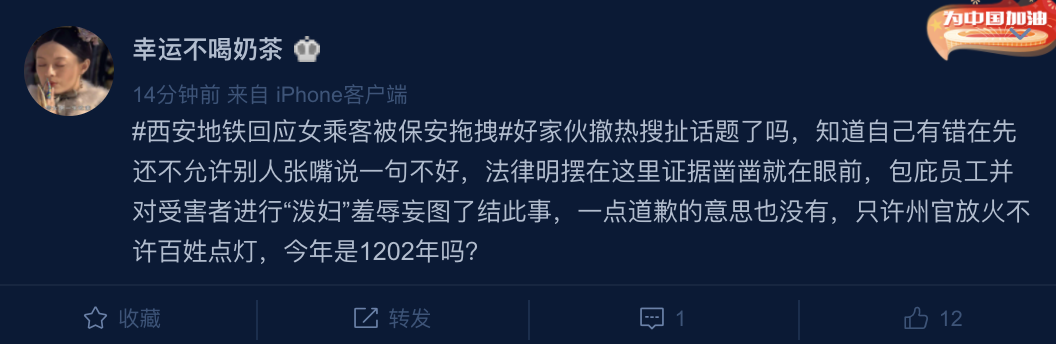 为中国加油
幸运不喝奶茶
14分钟前 来自 iPhone客户端
#西安地铁回应女乘客被保安拖拽#好家伙撤热搜扯话题了吗，知道自己有错在先
还不允许别人张嘴说一句不好，法律明摆在这里证据凿凿就在眼前，包庇员工并
对受害者进行“泼妇”羞辱妄图了结此事，一点道歉的意思也没有，只许州官放火不
许百姓点灯，今年是1202年吗?
收藏
转发
1
12